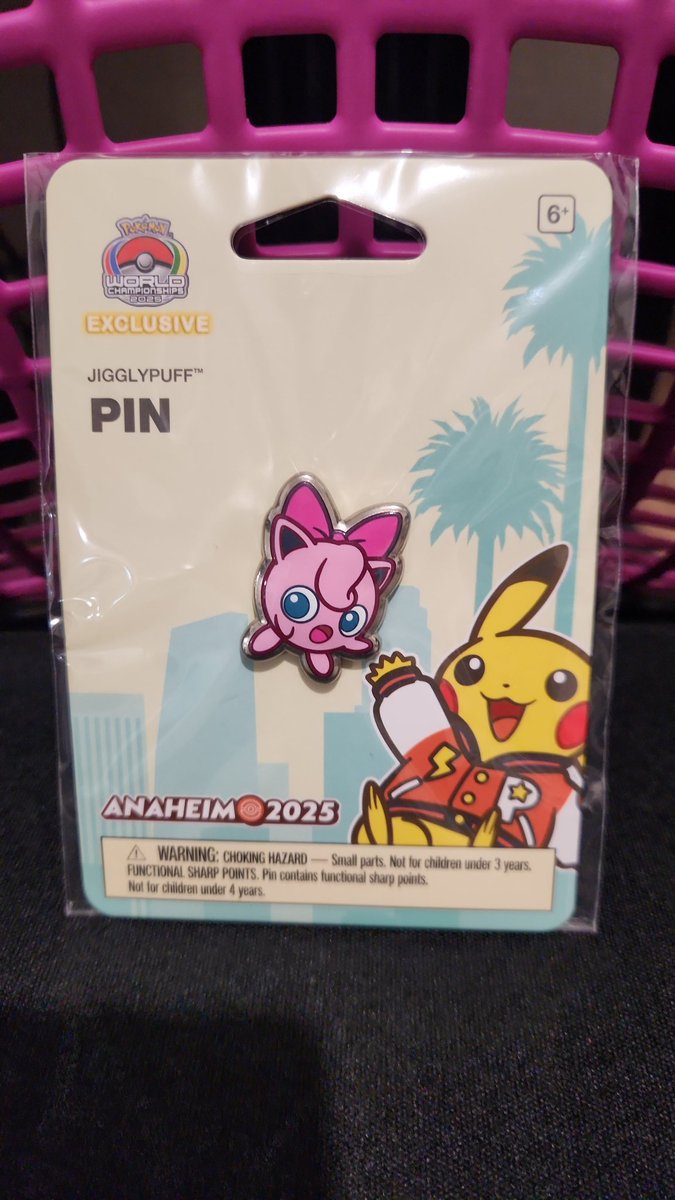 Pokémon
WORLD
CHAMPIONSHIPS
2025
EXCLUSIVE
6+
JIGGLYPUFF™
PIN
P
ANAHEIM 2025
⚠ WARNING: CHOKING HAZARD — Small parts. Not for children under 3 years.
FUNCTIONAL SHARP POINTS. Pin contains functional sharp points.
Not for children under 4 years.